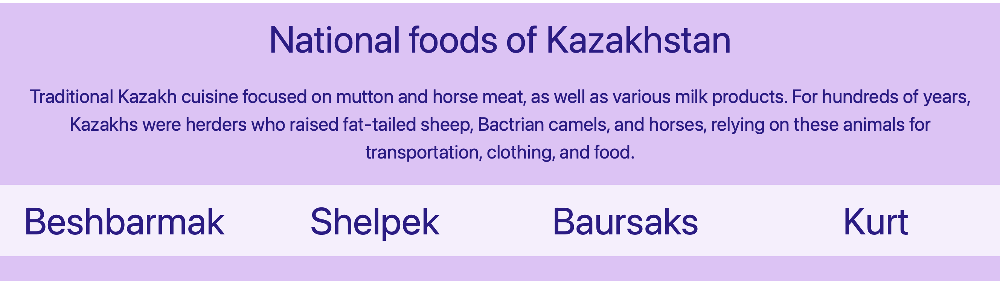 National foods of Kazakhstan
Traditional Kazakh cuisine focused on mutton and horse meat, as well as various milk products. For hundreds of years,
Kazakhs were herders who raised fat-tailed sheep, Bactrian camels, and horses, relying on these animals for
transportation, clothing, and food.
Beshbarmak Shelpek Baursaks Kurt